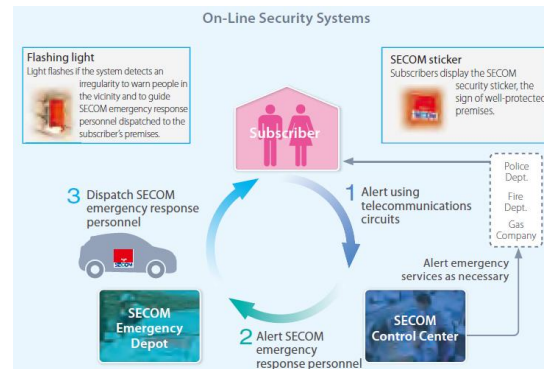 On-Line Security Systems
Flashing light
Light flashes if the system detects an
irregularity to warn people in
the vicinity and to guide
SECOM emergency response
personnel dispatched to the
subscriber's premises.
SECOM sticker
Subscribers display the SECOM
security sticker, the
sign of well-protected
premises.
Subscriber
Police
Dept.
Fire
Dept.
Gas
Company
1 Alert using
telecommunications
circuits
3 Dispatch SECOM
emergency response
personnel
SECOM
Alert emergency
services as necessary
SECOM
Emergency
Depot
2 Alert SECOM
emergency
response personnel
SECOM
Control Center